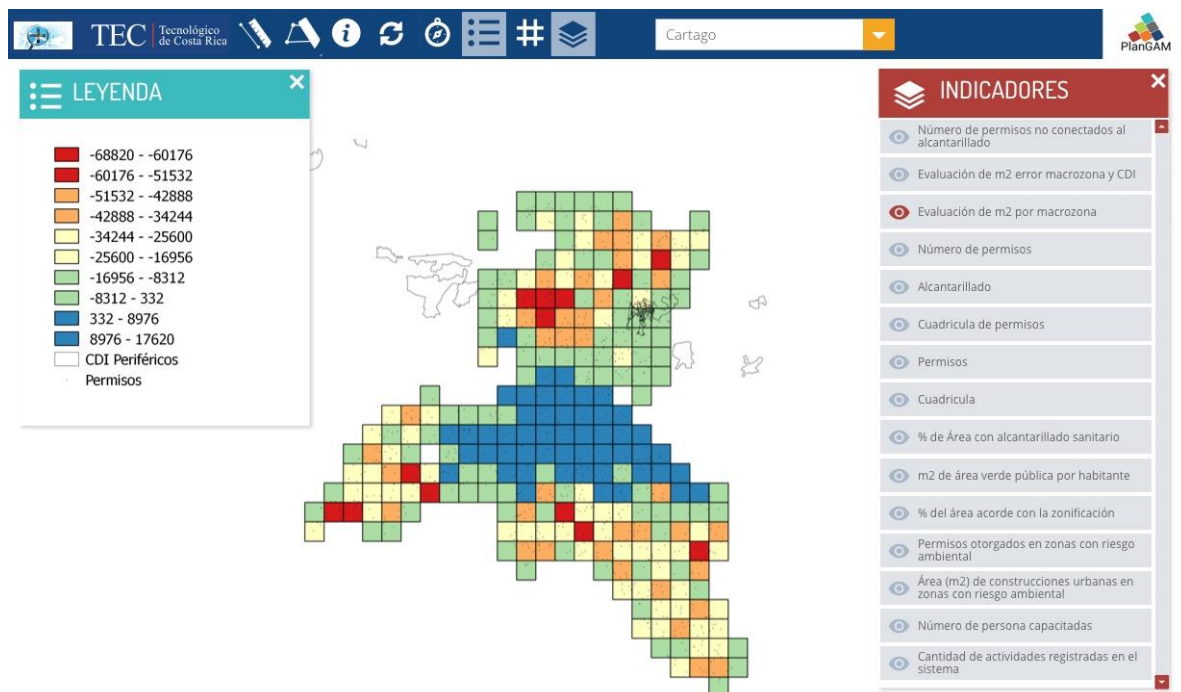 TEC Tecnológico
de Costa Rica
Cartago
PlanGAM
LEYENDA
-68820 - -60176
-60176 - -51532
-51532 - -42888
-42888 - -34244
-34244 - -25600
-25600 - -16956
-16956 - -8312
-8312 - 332
332 - 8976
8976 - 17620
CDI Periféricos
Permisos
INDICADORES
Número de permisos no conectados al
alcantarillado
Evaluación de m2 error macrozona y CDI
Evaluación de m2 por macrozona
Número de permisos
Alcantarillado
Cuadricula de permisos
Permisos
Cuadricula
% de Área con alcantarillado sanitario
m2 de área verde pública por habitante
% del área acorde con la zonificación
Permisos otorgados en zonas con riesgo
ambiental
Área (m2) de construcciones urbanas en
zonas con riesgo ambiental
Número de persona capacitadas
Cantidad de actividades registradas en el
sistema